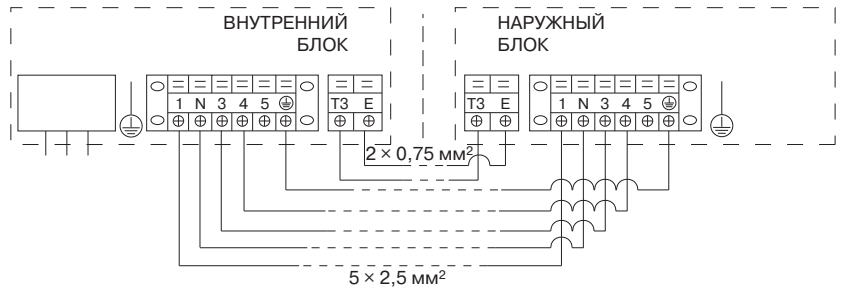 ВНУТРЕННИЙ
БЛОК
НАРУЖНЫЙ
БЛОК
1 N 3 4 5
T3 E
T3 E
1 N 3 4 5
2 × 0,75 мм²
5 × 2,5 мм²